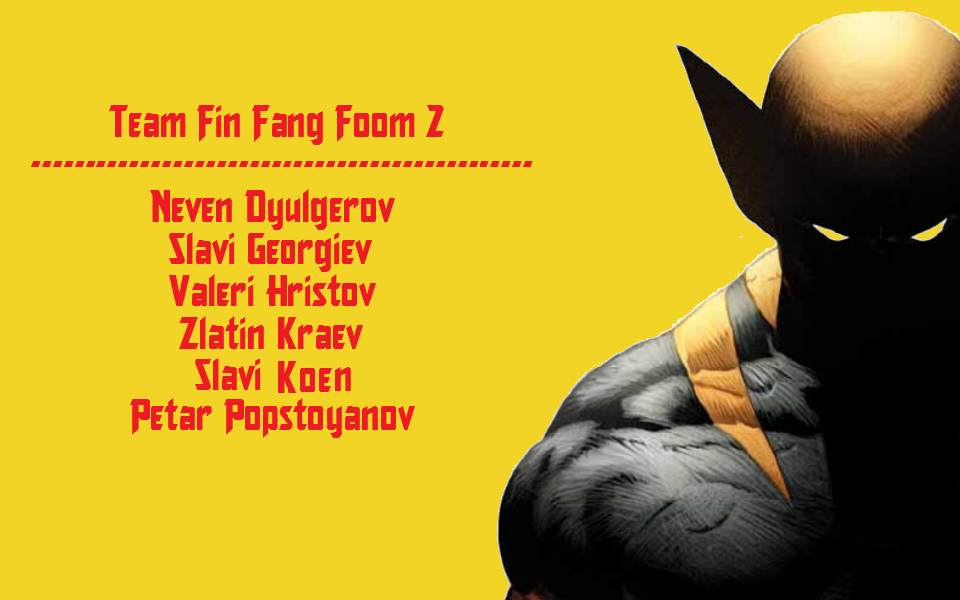 Team Fin Fang Foom 2
--------------------------------------------
Neven Dyulgerov
Slavi Georgiev
Valeri Hristov
Zlatin Kraev
Slavi Koen
Petar Popstoyanov